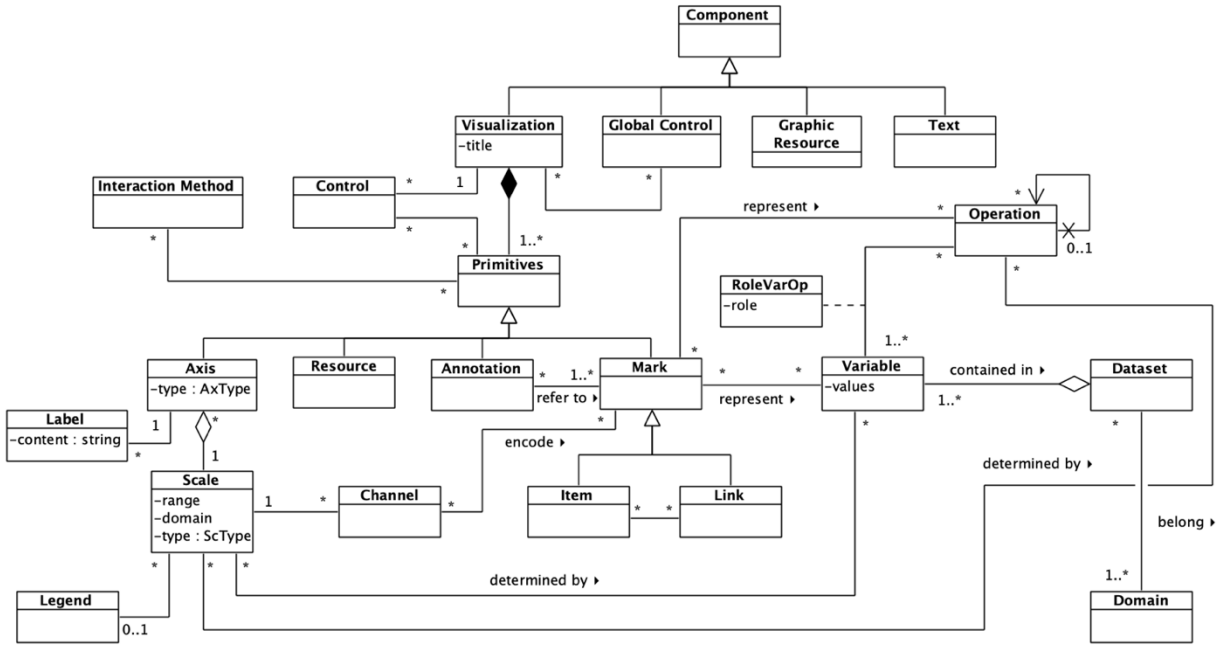 Component
Visualization
-title
Global Control
Graphic
Resource
Text
Interaction Method
*
Control
*
1
*
*
*
*
1..*
*
*
Primitives
represent ▸
*
*
Operation
*
*
0..1
RoleVarOp
-role
1..*
Axis
-type : AxType
Resource
Annotation
*
1..*
refer to ▸
*
Mark
*
*
*
represent ▸
Variable
-values
*
contained in ▸
1..*
Dataset
*
Label
-content : string
1
*
*
1
encode ▸
Scale
-range
-domain
-type : ScType
1
*
Channel
*
Item
*
*
Link
determined by ▸
belong ▸
*
*
*
determined by ▸
1..*
Legend
0..1
Domain